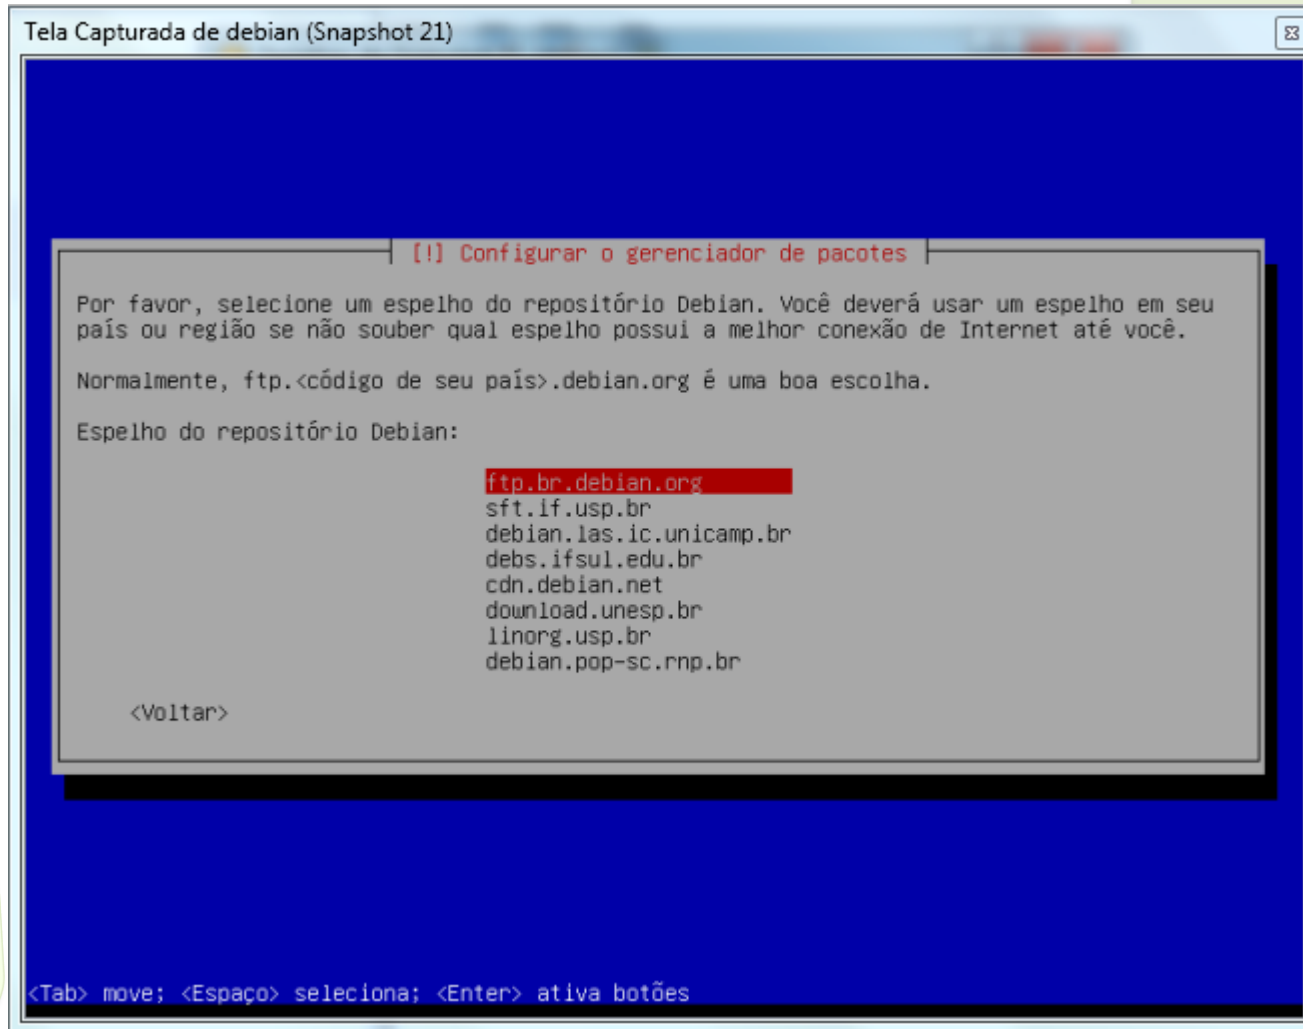 Tela Capturada de debian (Snapshot 21)
[!] Configurar o gerenciador de pacotes
Por favor, selecione um espelho do repositório Debian. Você deverá usar um espelho em seu
país ou região se não souber qual espelho possui a melhor conexão de Internet até você.
Normalmente, ftp.<código de seu país>.debian.org é uma boa escolha.
Espelho do repositório Debian:
ftp.br.debian.org
sft.if.usp.br
debian.las.ic.unicamp.br
debs.ifsul.edu.br
cdn.debian.net
download.unesp.br
linorg.usp.br
debian.pop-sc.rnp.br
<Voltar>
<Tab> move; <Espaço> seleciona; <Enter> ativa botões